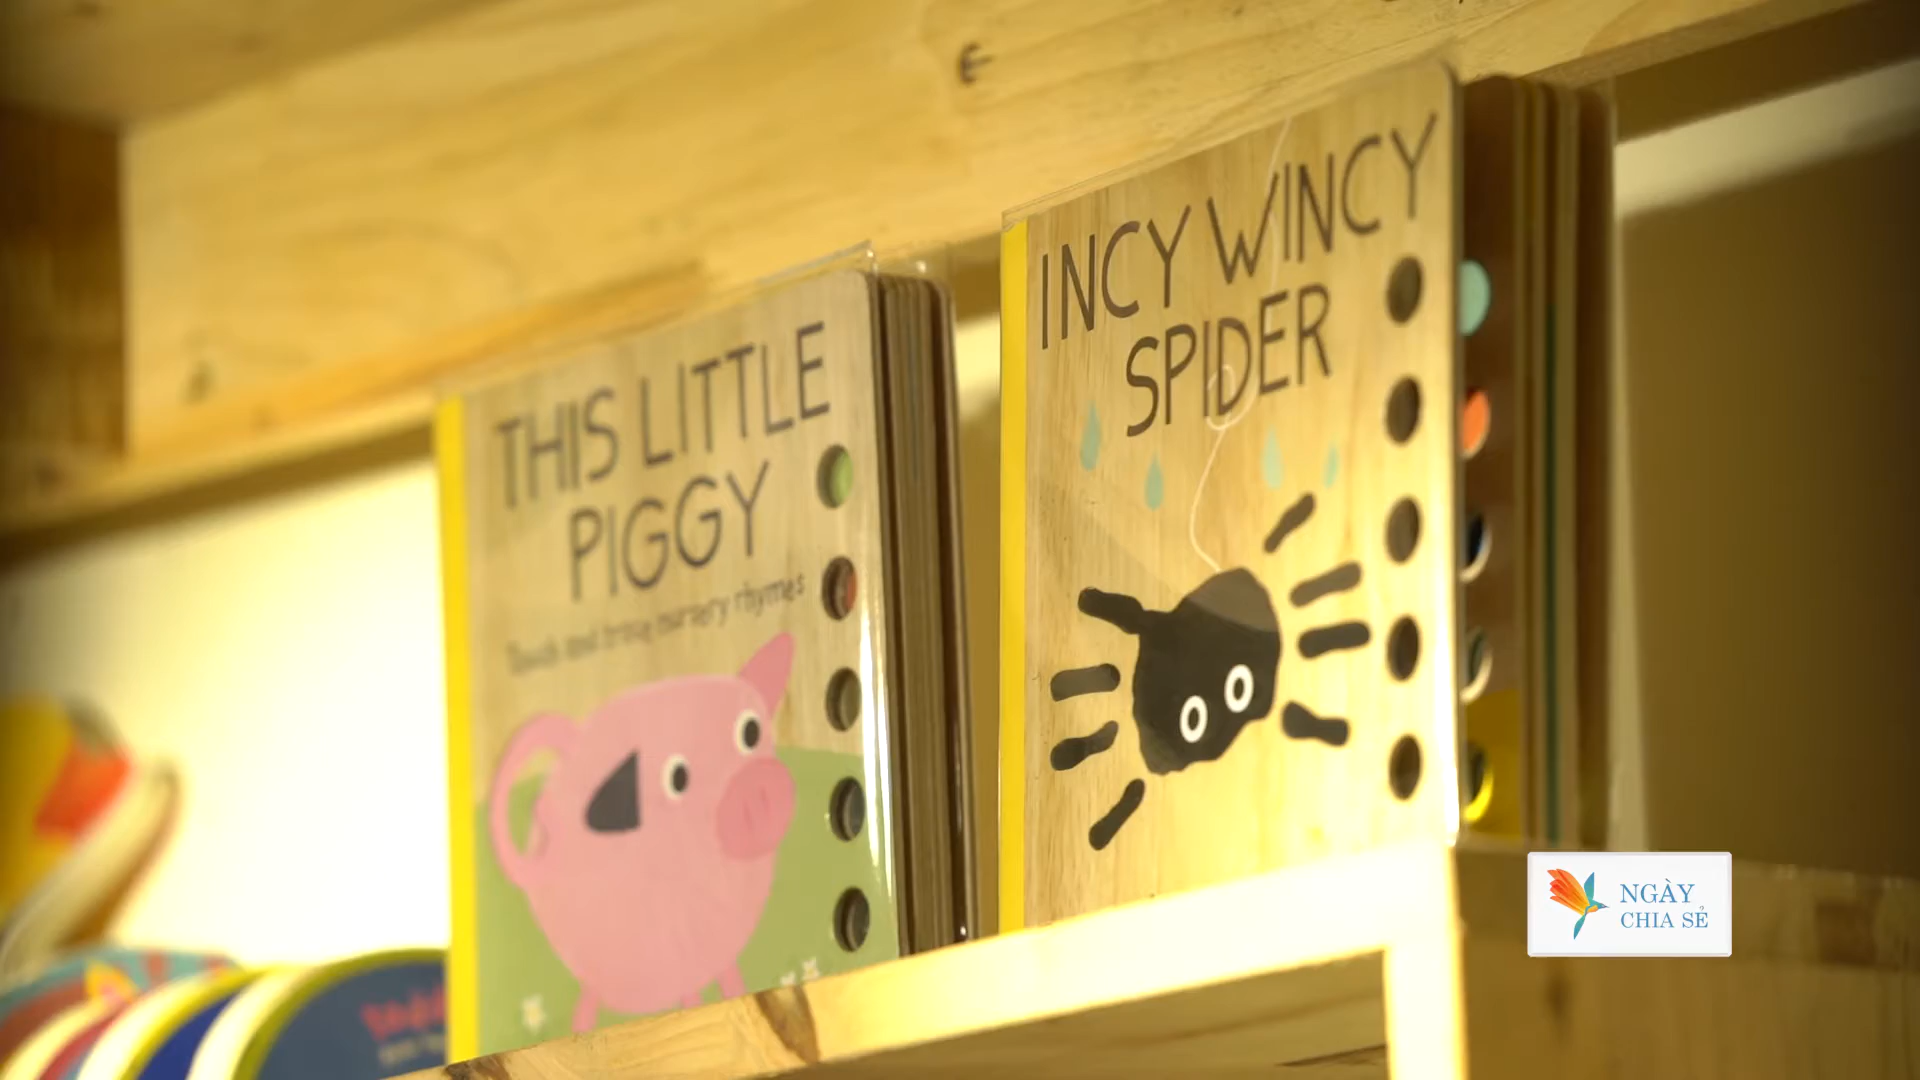 THIS LITTLE
PIGGY
Touch and trace nursery rhymes
INCY WINCY
SPIDER
NGÀY
CHIA SẺ